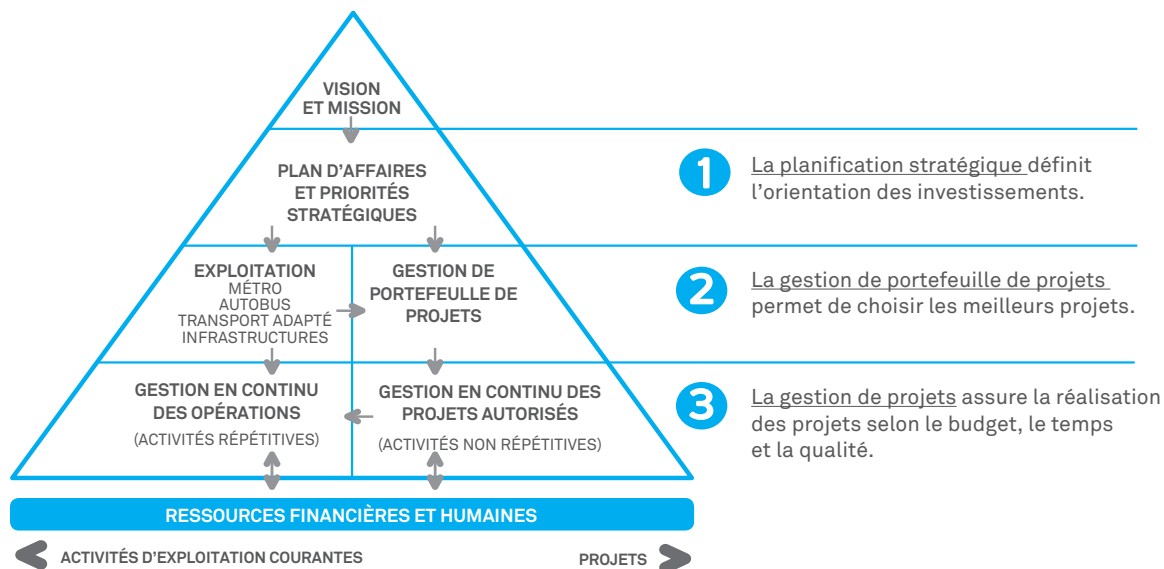 VISION
ET MISSION
PLAN D'AFFAIRES
ET PRIORITÉS
STRATÉGIQUES
1
La planification stratégique définit
l'orientation des investissements.
EXPLOITATION
MÉTRO
AUTOBUS
TRANSPORT ADAPTÉ
INFRASTRUCTURES
GESTION DE
PORTEFEUILLE DE
PROJETS
2
La gestion de portefeuille de projets
permet de choisir les meilleurs projets.
GESTION EN CONTINU
DES OPÉRATIONS
(ACTIVITÉS RÉPÉTITIVES)
GESTION EN CONTINU DES
PROJETS AUTORISÉS
(ACTIVITÉS NON RÉPÉTITIVES)
3
La gestion de projets assure la réalisation
des projets selon le budget, le temps
et la qualité.
RESSOURCES FINANCIÈRES ET HUMAINES
ACTIVITÉS D'EXPLOITATION COURANTES
PROJETS